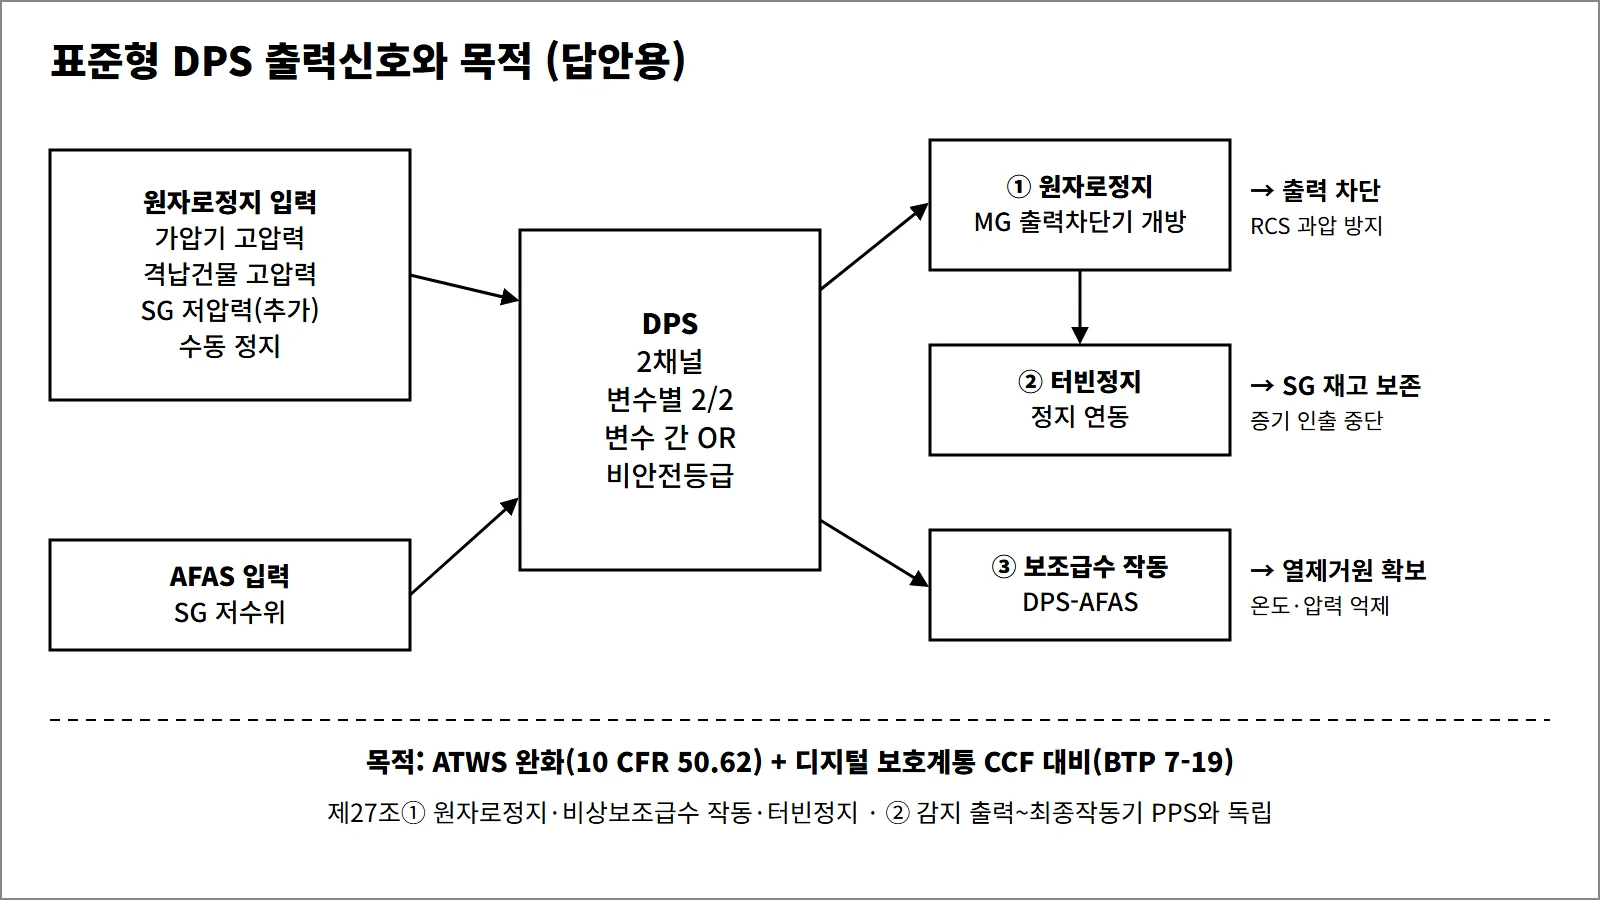 표준형 DPS 출력신호와 목적 (답안용)
원자로정지 입력
가압기 고압력
격납건물 고압력
SG 저압력(추가)
수동 정지
AFAS 입력
SG 저수위
DPS
2채널
변수별 2/2
변수 간 OR
비안전등급
① 원자로정지
MG 출력차단기 개방
→ 출력 차단
RCS 과압 방지
② 터빈정지
정지 연동
→ SG 재고 보존
증기 인출 중단
③ 보조급수 작동
DPS-AFAS
→ 열제거원 확보
온도·압력 억제
목적: ATWS 완화(10 CFR 50.62) + 디지털 보호계통 CCF 대비(BTP 7-19)
제27조① 원자로정지·비상보조급수 작동·터빈정지 · ② 감지 출력~최종작동기 PPS와 독립